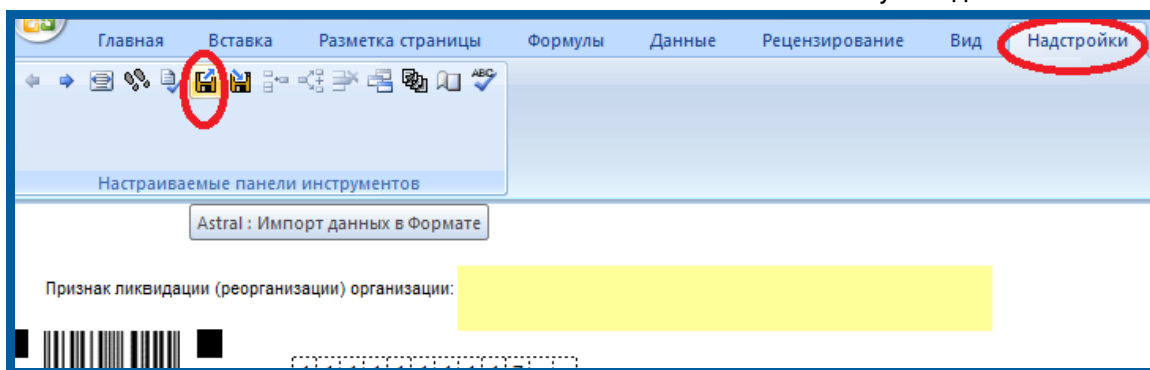 Главная Вставка Разметка страницы Формулы Данные Рецензирование Вид Надстройки
ABC
Настраиваемые панели инструментов
Astral : Импорт данных в Формате
Признак ликвидации (реорганизации) организации: